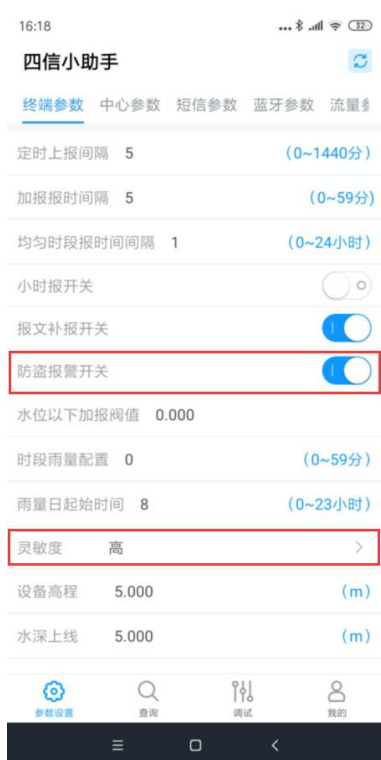 16:18
32
四信小助手
终端参数 中心参数 短信参数 蓝牙参数 流量
定时上报间隔 5 (0~1440分)
加报报时间隔 5 (0~59分)
均匀时段报时间间隔 1 (0~24小时)
小时报开关
报文补报开关
防盗报警开关
水位以下加报阀值 0.000
时段雨量配置 0 (0~59分)
雨量日起始时间 8 (0~23小时)
灵敏度 高
设备高程 5.000 (m)
水深上线 5.000 (m)
参数设置 查询 调试 我的